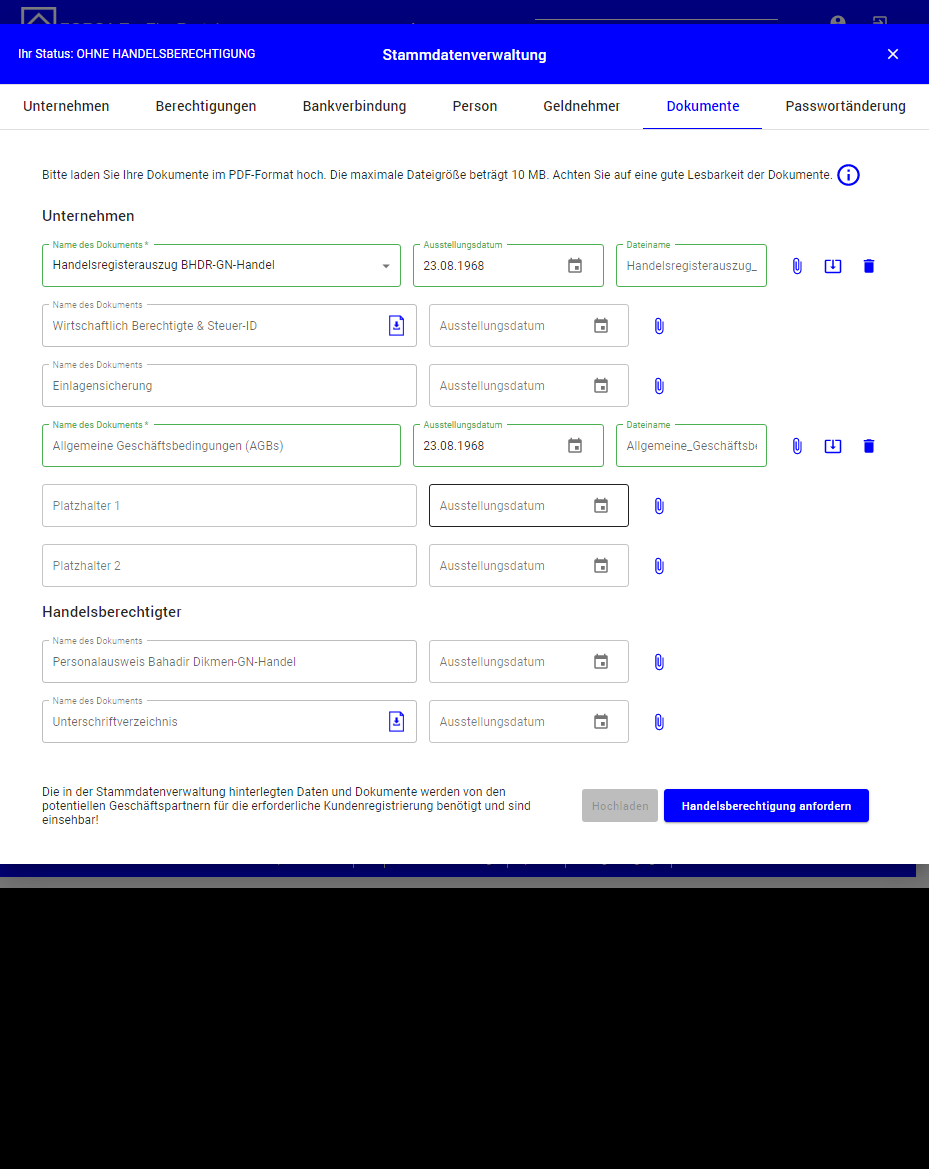 Ihr Status: OHNE HANDELSBERECHTIGUNG
Stammdatenverwaltung
Unternehmen Berechtigungen Bankverbindung Person Geldnehmer Dokumente Passwortänderung
Bitte laden Sie Ihre Dokumente im PDF-Format hoch. Die maximale Dateigröße beträgt 10 MB. Achten Sie auf eine gute Lesbarkeit der Dokumente.
Unternehmen
Name des Dokuments * Ausstellungsdatum Dateiname
Handelsregisterauszug BHDR-GN-Handel 23.08.1968 Handelsregisterauszug_
Name des Dokuments
Wirtschaftlich Berechtigte & Steuer-ID Ausstellungsdatum
Name des Dokuments
Einlagensicherung Ausstellungsdatum
Name des Dokuments * Ausstellungsdatum Dateiname
Allgemeine Geschäftsbedingungen (AGBs) 23.08.1968 Allgemeine_Geschäftsbe
Platzhalter 1 Ausstellungsdatum
Platzhalter 2 Ausstellungsdatum
Handelsberechtigter
Name des Dokuments
Personalausweis Bahadir Dikmen-GN-Handel Ausstellungsdatum
Name des Dokuments
Unterschriftverzeichnis Ausstellungsdatum
Die in der Stammdatenverwaltung hinterlegten Daten und Dokumente werden von den
potentiellen Geschäftspartnern für die erforderliche Kundenregistrierung benötigt und sind
einsehbar!
Hochladen Handelsberechtigung anfordern